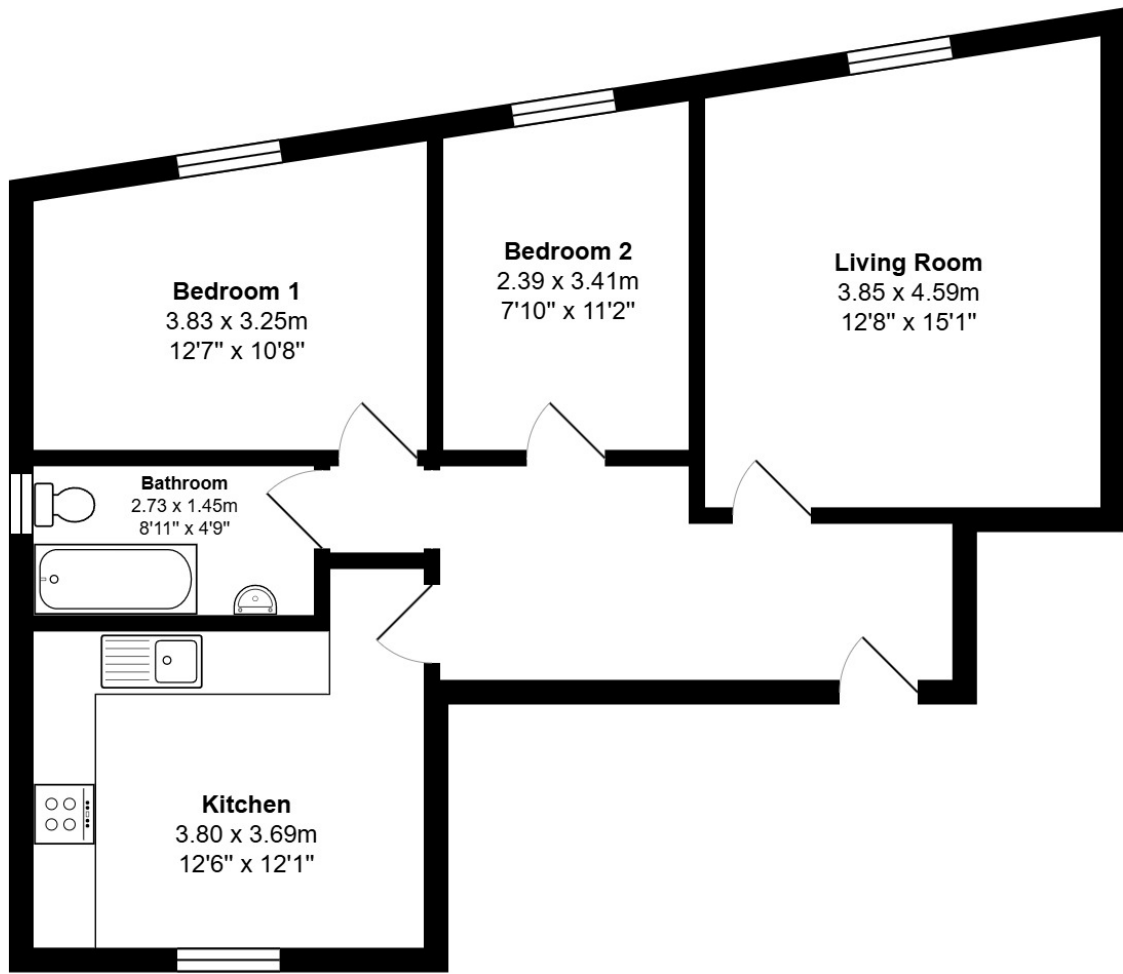 Bedroom 1
3.83 x 3.25m
12'7" x 10'8"
Bedroom 2
2.39 x 3.41m
7'10" x 11'2"
Living Room
3.85 x 4.59m
12'8" x 15'1"
Bathroom
2.73 x 1.45m
8'11" x 4'9"
Kitchen
3.80 x 3.69m
12'6" x 12'1"